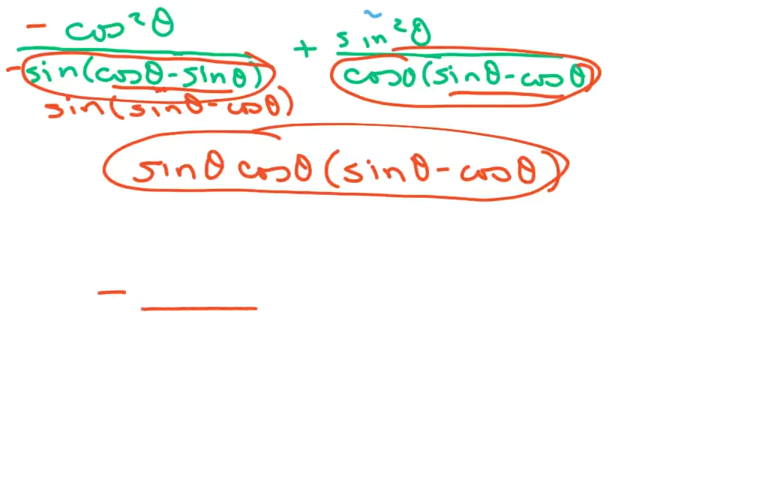 - cos²θ + sin²θ
- sin(cosθ-sinθ) cosθ(sinθ-cosθ)
sin(sinθ-cosθ)
sinθ cosθ (sinθ-cosθ)
-